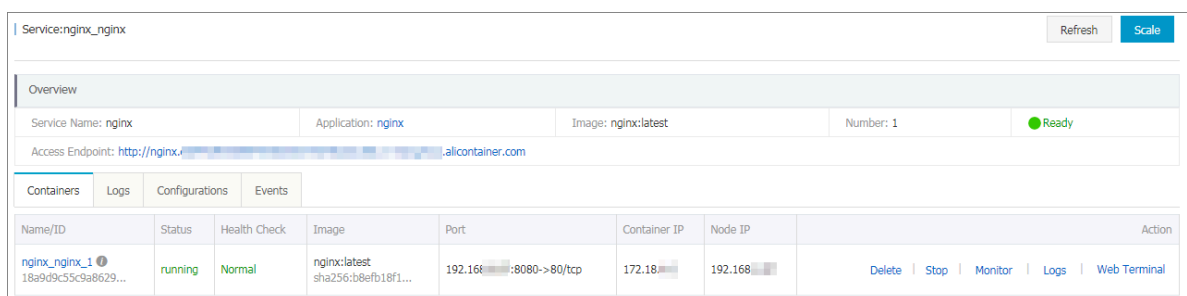 Service:nginx_nginx
Refresh
Scale
Overview
Service Name: nginx
Application: nginx
Image: nginx:latest
Number: 1
Ready
Access Endpoint: http://nginx. .alicontainer.com
Containers
Logs
Configurations
Events
Name/ID
Status
Health Check
Image
Port
Container IP
Node IP
Action
nginx_nginx_1
18a9d9c55c9a8629...
running
Normal
nginx:latest
sha256:b8efb18f1...
192.168 :8080->80/tcp
172.18.
192.168
Delete
Stop
Monitor
Logs
Web Terminal